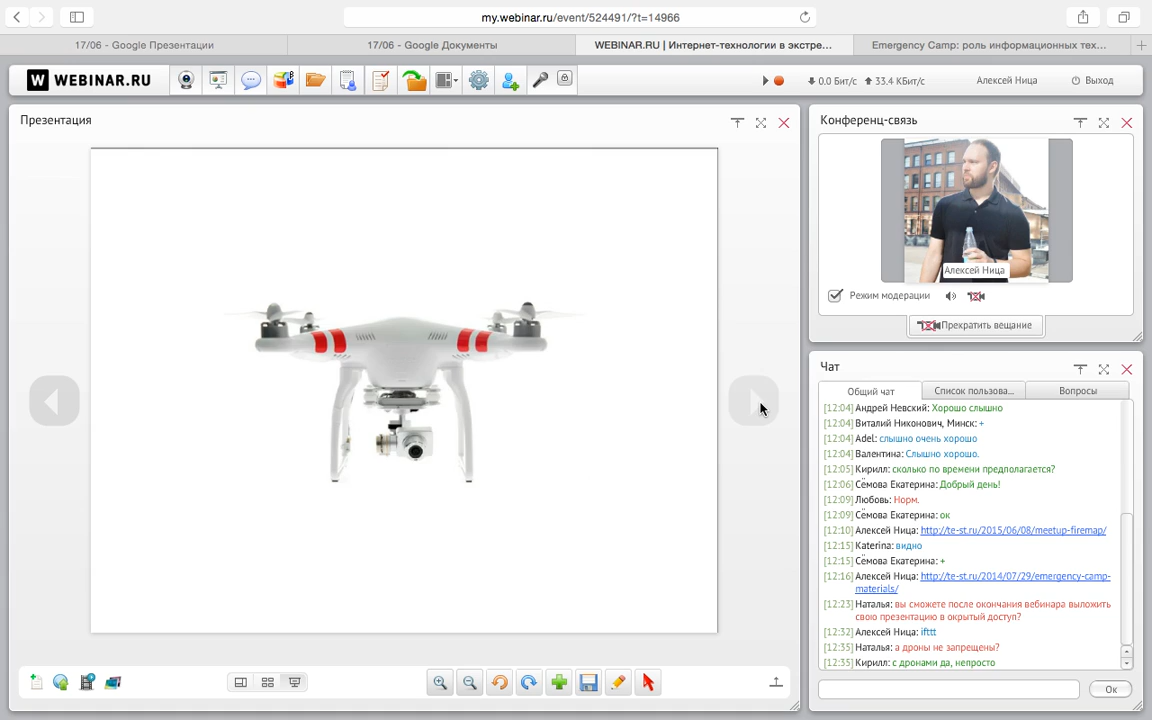 my.webinar.ru/event/524491/?t=14966
17/06 - Google Презентации
17/06 - Google Документы
WEBINAR.RU | Интернет-технологии в экстре...
Emergency Camp: роль информационных тех...
W WEBINAR.RU
0.0 Бит/с 33.4 КБит/с
Алексей Ница
Выход
Презентация
Конференц-связь
Алексей Ница
Режим модерации
Прекратить вещание
Чат
Общий чат
Список пользова...
Вопросы
[12:04] Андрей Невский: Хорошо слышно
[12:04] Виталий Никонович, Минск: +
[12:04] Adel: слышно очень хорошо
[12:04] Валентина: Слышно хорошо.
[12:05] Кирилл: сколько по времени предполагается?
[12:06] Сёмова Екатерина: Добрый день!
[12:09] Любовь: Норм.
[12:09] Сёмова Екатерина: ок
[12:10] Алексей Ница: http://te-st.ru/2015/06/08/meetup-firemap/
[12:15] Katerina: видно
[12:15] Сёмова Екатерина: +
[12:16] Алексей Ница: http://te-st.ru/2014/07/29/emergency-camp-
materials/
[12:23] Наталья: вы сможете после окончания вебинара выложить
свою презентацию в окрытый доступ?
[12:32] Алексей Ница: ifttt
[12:35] Наталья: а дроны не запрещены?
[12:35] Кирилл: с дронами да, непросто
Ок